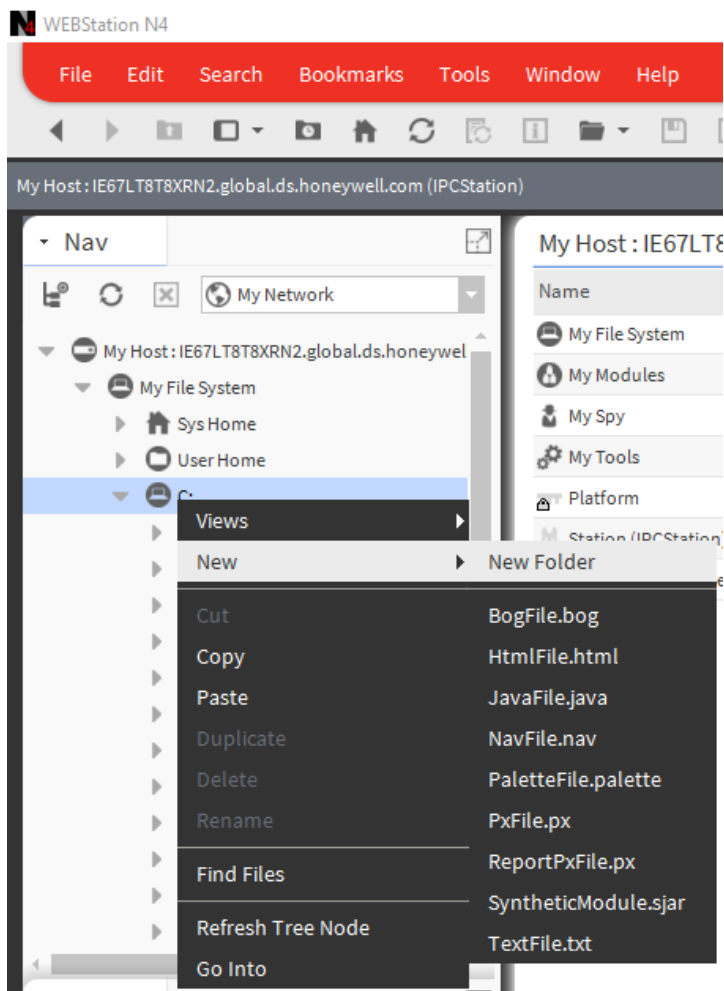 WEBStation N4
File Edit Search Bookmarks Tools Window Help
My Host : IE67LT8T8XRN2.global.ds.honeywell.com (IPCStation)
Nav
My Network
My Host : IE67LT8T8XRN2.global.ds.honeywel
My File System
Sys Home
User Home
C:
Views
New
Cut
Copy
Paste
Duplicate
Delete
Rename
Find Files
Refresh Tree Node
Go Into
New Folder
BogFile.bog
HtmlFile.html
JavaFile.java
NavFile.nav
PaletteFile.palette
PxFile.px
ReportPxFile.px
SyntheticModule.sjar
TextFile.txt
My Host : IE67LT8
Name
My File System
My Modules
My Spy
My Tools
Platform
Station (IPCStation)